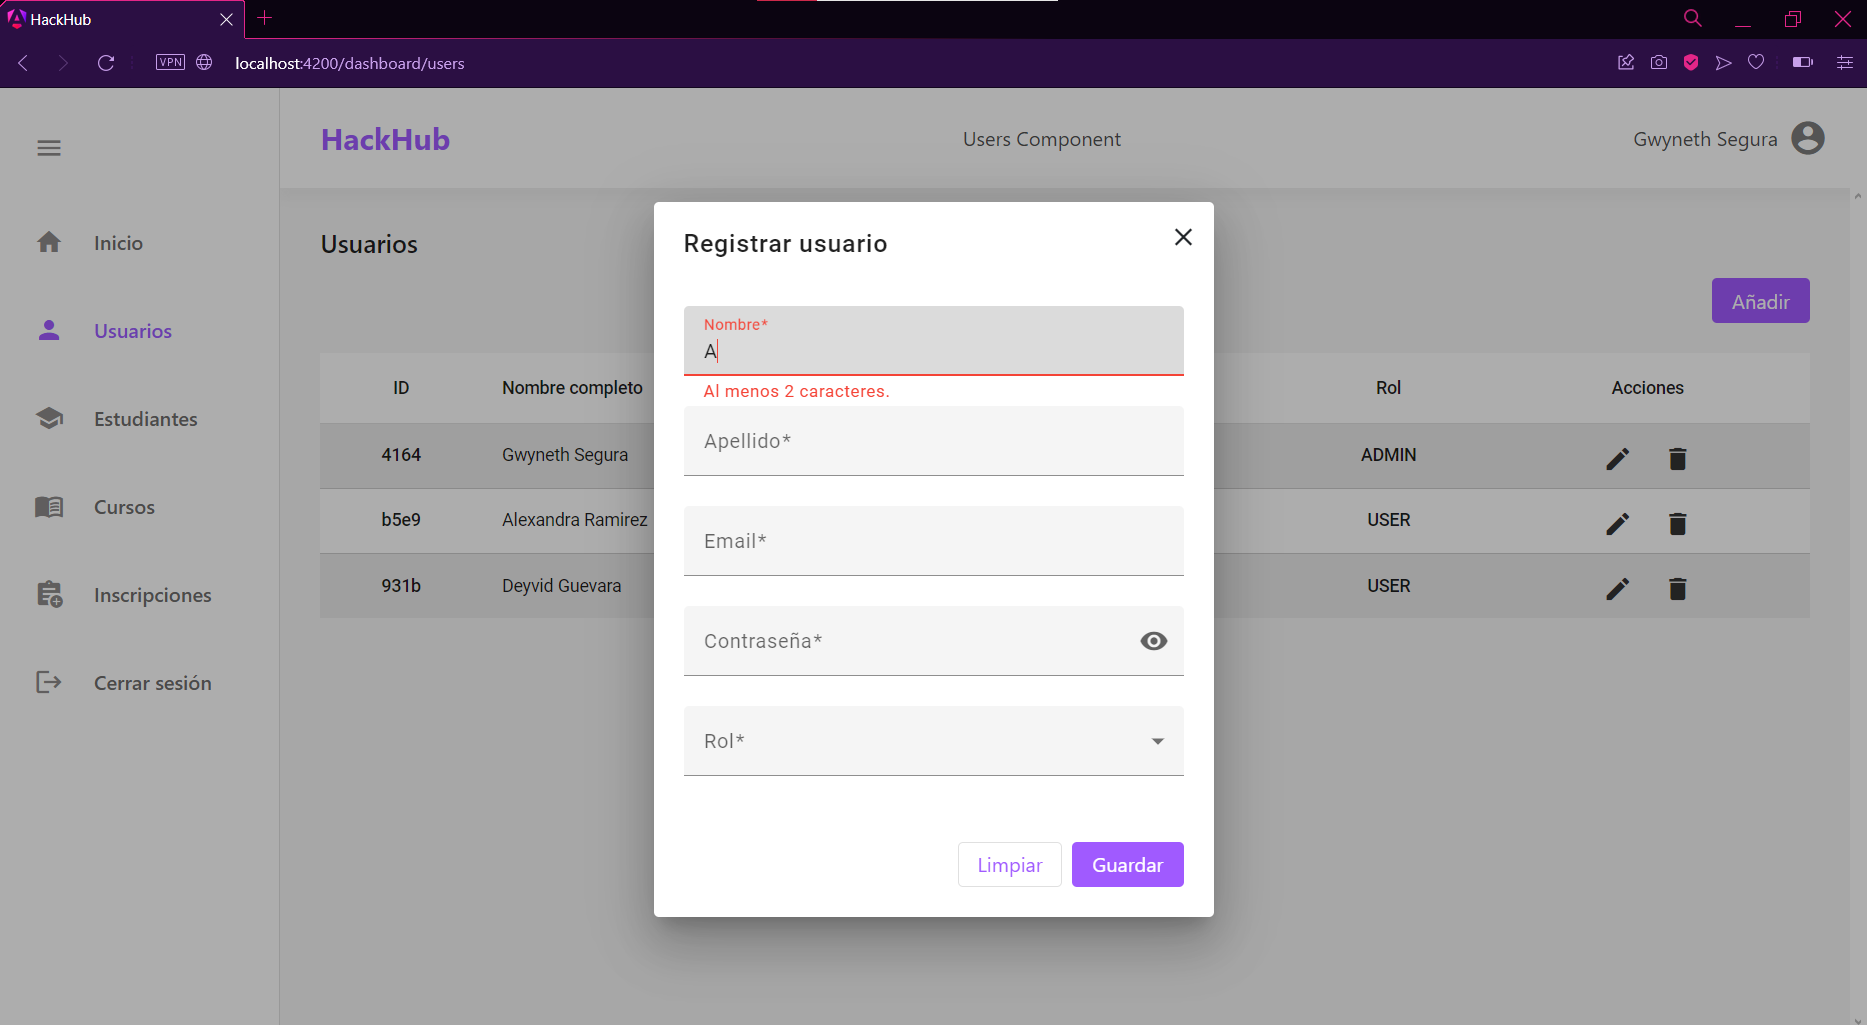 HackHub
VPN
localhost:4200/dashboard/users
HackHub
Users Component
Gwyneth Segura
Inicio
Usuarios
Estudiantes
Cursos
Inscripciones
Cerrar sesión
Usuarios
Añadir
ID
Nombre completo
Rol
Acciones
4164
Gwyneth Segura
ADMIN
b5e9
Alexandra Ramirez
USER
931b
Deyvid Guevara
USER
Registrar usuario
Nombre*
A
Al menos 2 caracteres.
Apellido*
Email*
Contraseña*
Rol*
Limpiar
Guardar